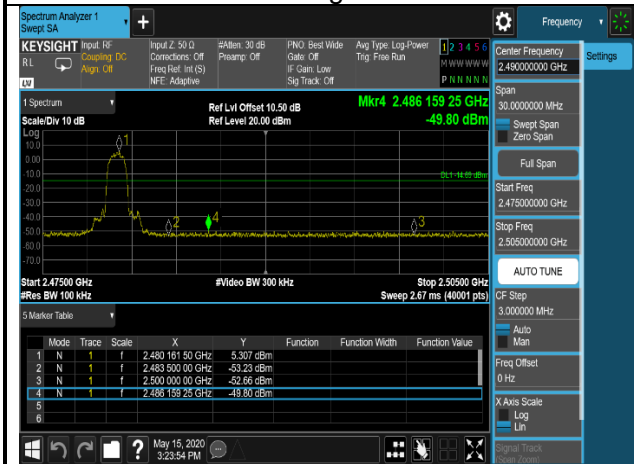 Spectrum Analyzer 1
Swept SA
+
Frequency
KEYSIGHT
RL
LXI
Input: RF
Coupling: DC
Align: Off
Input Z: 50 Ω
Corrections: Off
Freq Ref: Int (S)
NFE: Adaptive
#Atten: 30 dB
Preamp: Off
PNO: Best Wide
Gate: Off
IF Gain: Low
Sig Track: Off
Avg Type: Log-Power
Trig: Free Run
1 2 3 4 5 6
M W W W W W
P N N N N N
1 Spectrum
Scale/Div 10 dB
Ref Lvl Offset 10.50 dB
Ref Level 20.00 dBm
Mkr4 2.486 159 25 GHz
-49.80 dBm
Log
10.0
0.00
-10.0
-20.0
-30.0
-40.0
-50.0
-60.0
-70.0
1
2
4
3
DL1 -14.69 dBm
Start 2.47500 GHz
#Res BW 100 kHz
#Video BW 300 kHz
Stop 2.50500 GHz
Sweep 2.67 ms (40001 pts)
5 Marker Table
Mode Trace Scale X Y Function Function Width Function Value
1 N 1 f 2.480 161 50 GHz 5.307 dBm
2 N 1 f 2.483 500 00 GHz -53.23 dBm
3 N 1 f 2.500 000 00 GHz -52.66 dBm
4 N 1 f 2.486 159 25 GHz -49.80 dBm
5
6
May 15, 2020
3:23:54 PM
Center Frequency
2.490000000 GHz
Settings
Span
30.0000000 MHz
Swept Span
Zero Span
Full Span
Start Freq
2.475000000 GHz
Stop Freq
2.505000000 GHz
AUTO TUNE
CF Step
3.000000 MHz
Auto
Man
Freq Offset
0 Hz
X Axis Scale
Log
Lin
Signal Track
(Span Zoom)